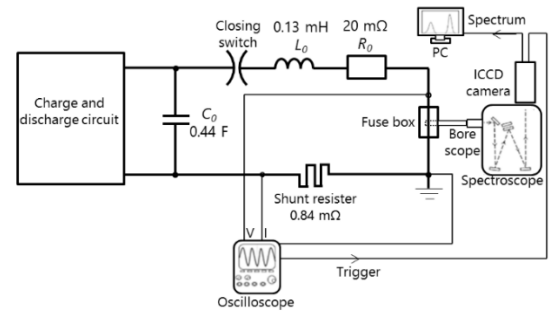 Closing
switch
0.13 mH
L0
20 mΩ
R0
Spectrum
PC
ICCD
camera
Charge and
discharge circuit
C0
0.44 F
Fuse box
Bore
scope
Spectroscope
Shunt resister
0.84 mΩ
V I
Trigger
Oscilloscope